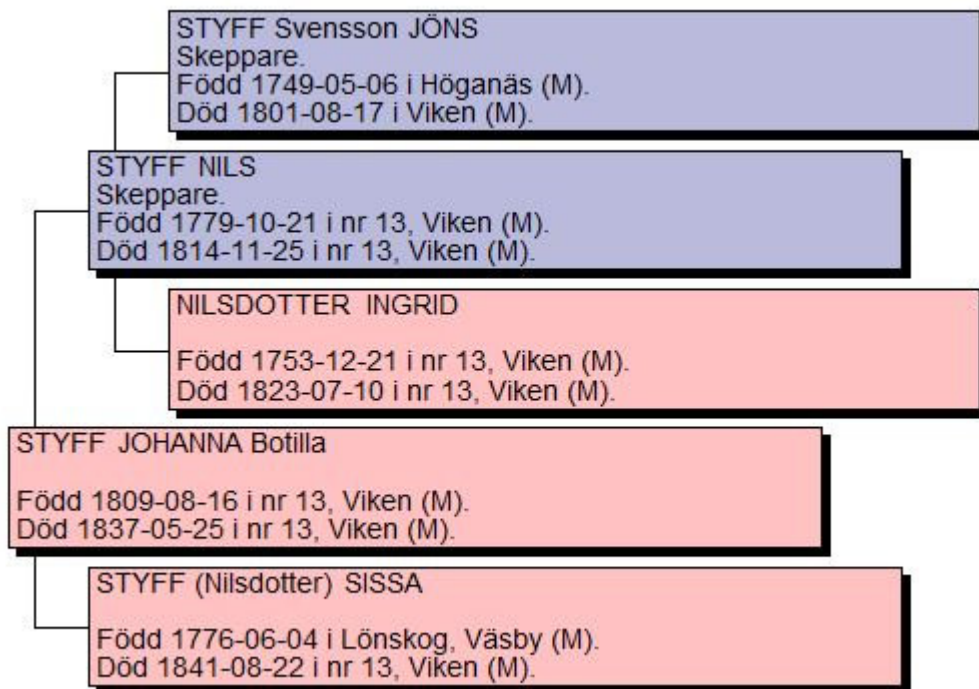 STYFF Svensson JÖNS
Skeppare.
Född 1749-05-06 i Höganäs (M).
Död 1801-08-17 i Viken (M).
STYFF NILS
Skeppare.
Född 1779-10-21 i nr 13, Viken (M).
Död 1814-11-25 i nr 13, Viken (M).
NILSDOTTER INGRID
Född 1753-12-21 i nr 13, Viken (M).
Död 1823-07-10 i nr 13, Viken (M).
STYFF JOHANNA Botilla
Född 1809-08-16 i nr 13, Viken (M).
Död 1837-05-25 i nr 13, Viken (M).
STYFF (Nilsdotter) SISSA
Född 1776-06-04 i Lönskog, Väsby (M).
Död 1841-08-22 i nr 13, Viken (M).